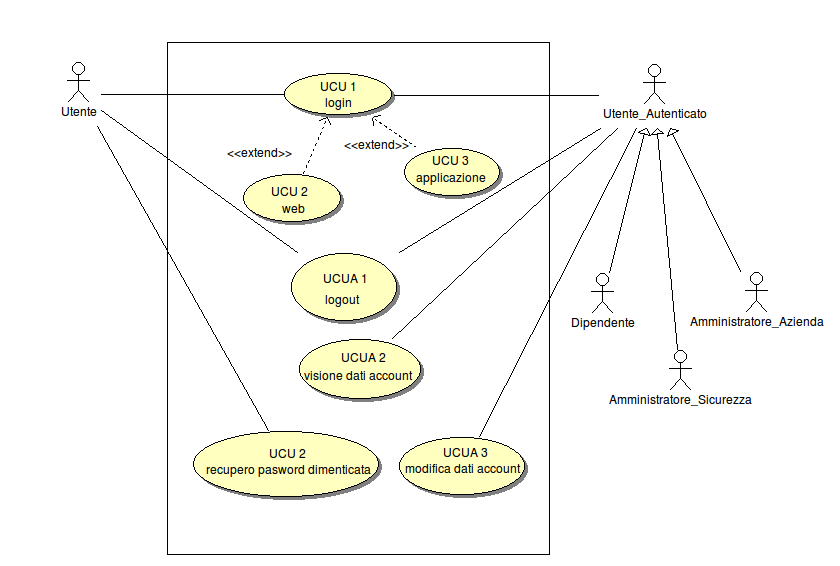 UCU 1
login
Utente
Utente_Autenticato
<<extend>>
<<extend>>
UCU 3
applicazione
UCU 2
web
UCUA 1
logout
Dipendente
Amministratore_Azienda
UCUA 2
visione dati account
Amministratore_Sicurezza
UCU 2
recupero pasword dimenticata
UCUA 3
modifica dati account